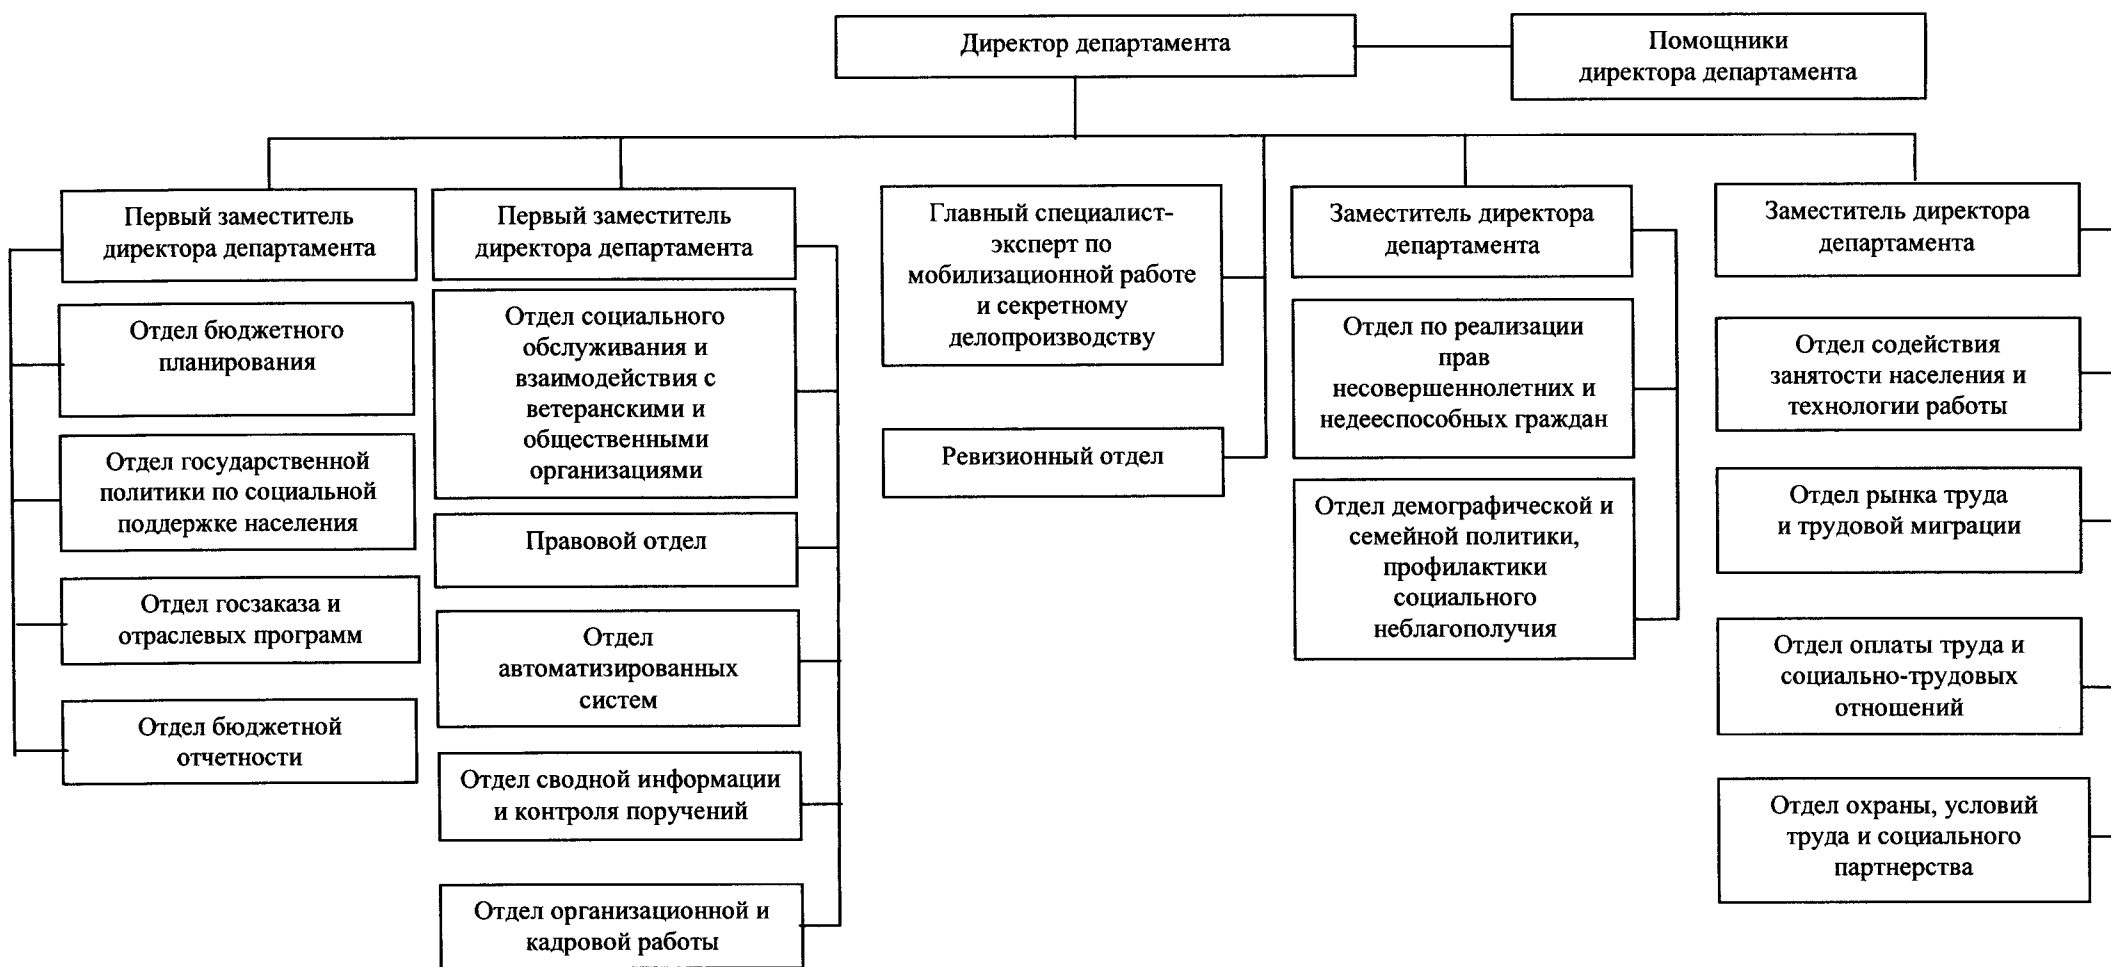 Директор департамента
Помощники
директора департамента
Первый заместитель
директора департамента
Отдел бюджетного
планирования
Отдел государственной
политики по социальной
поддержке населения
Отдел госзаказа и
отраслевых программ
Отдел бюджетной
отчетности
Первый заместитель
директора департамента
Отдел социального
обслуживания и
взаимодействия с
ветеранскими и
общественными
организациями
Правовой отдел
Отдел
автоматизированных
систем
Отдел сводной информации
и контроля поручений
Отдел организационной и
кадровой работы
Главный специалист-
эксперт по
мобилизационной работе
и секретному
делопроизводству
Ревизионный отдел
Заместитель директора
департамента
Отдел по реализации
прав
несовершеннолетних и
недееспособных граждан
Отдел демографической и
семейной политики,
профилактики
социального
неблагополучия
Заместитель директора
департамента
Отдел содействия
занятости населения и
технологии работы
Отдел рынка труда
и трудовой миграции
Отдел оплаты труда и
социально-трудовых
отношений
Отдел охраны, условий
труда и социального
партнерства